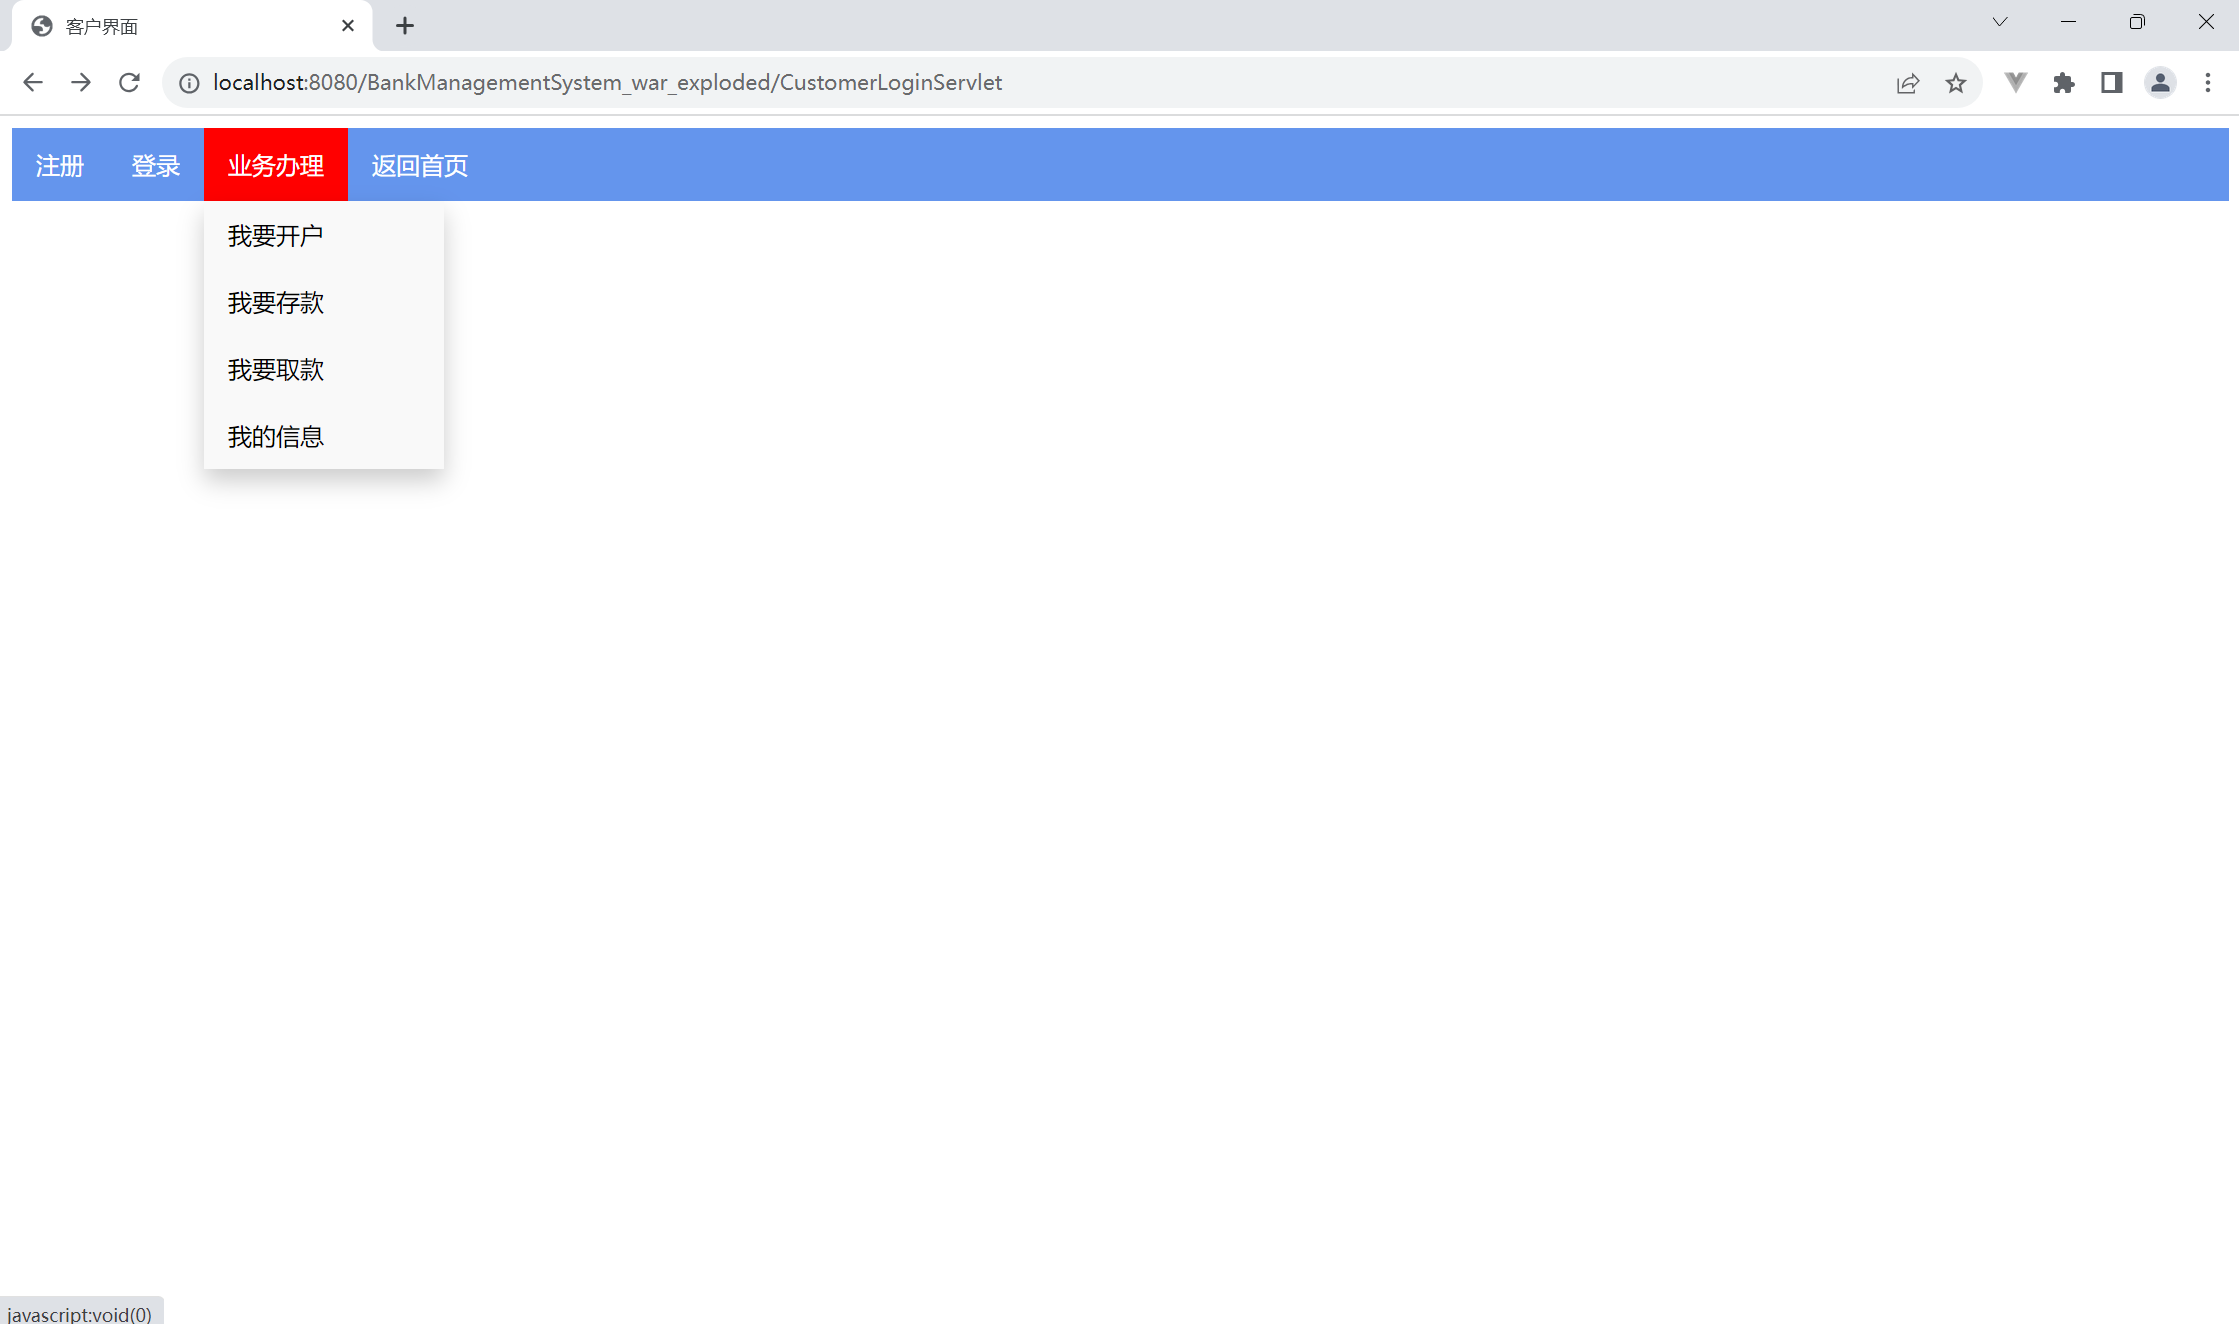 客户界面
localhost:8080/BankManagementSystem_war_exploded/CustomerLoginServlet
注册 登录 业务办理 返回首页
我要开户
我要存款
我要取款
我的信息
javascript:void(0)